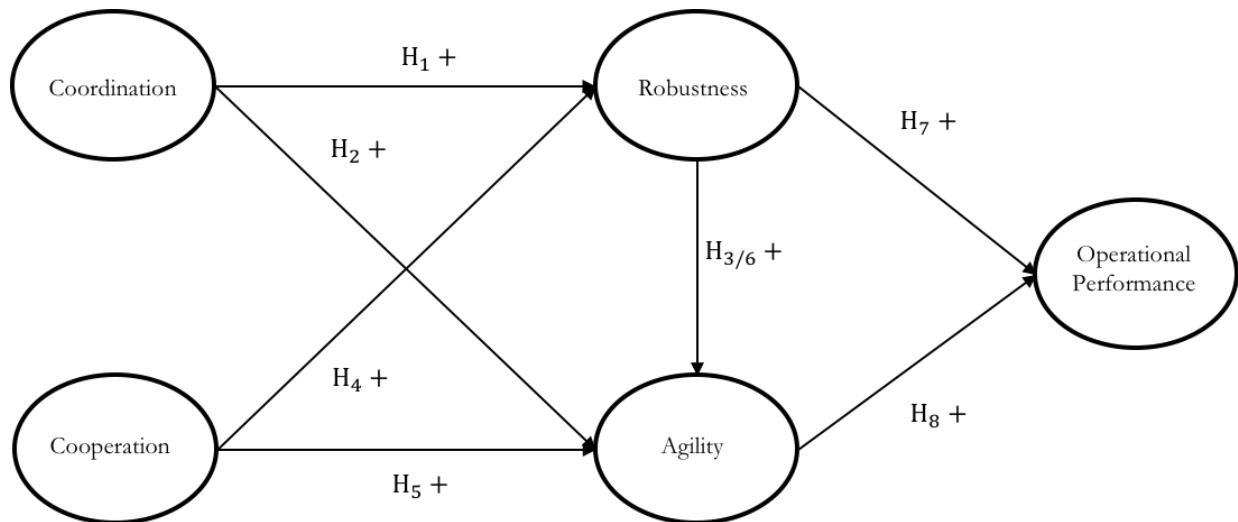 H₁ +
Coordination
Robustness
H₂ +
H₇ +
H₃/₆ +
Operational
Performance
H₄ +
H₈ +
Cooperation
Agility
H₅ +